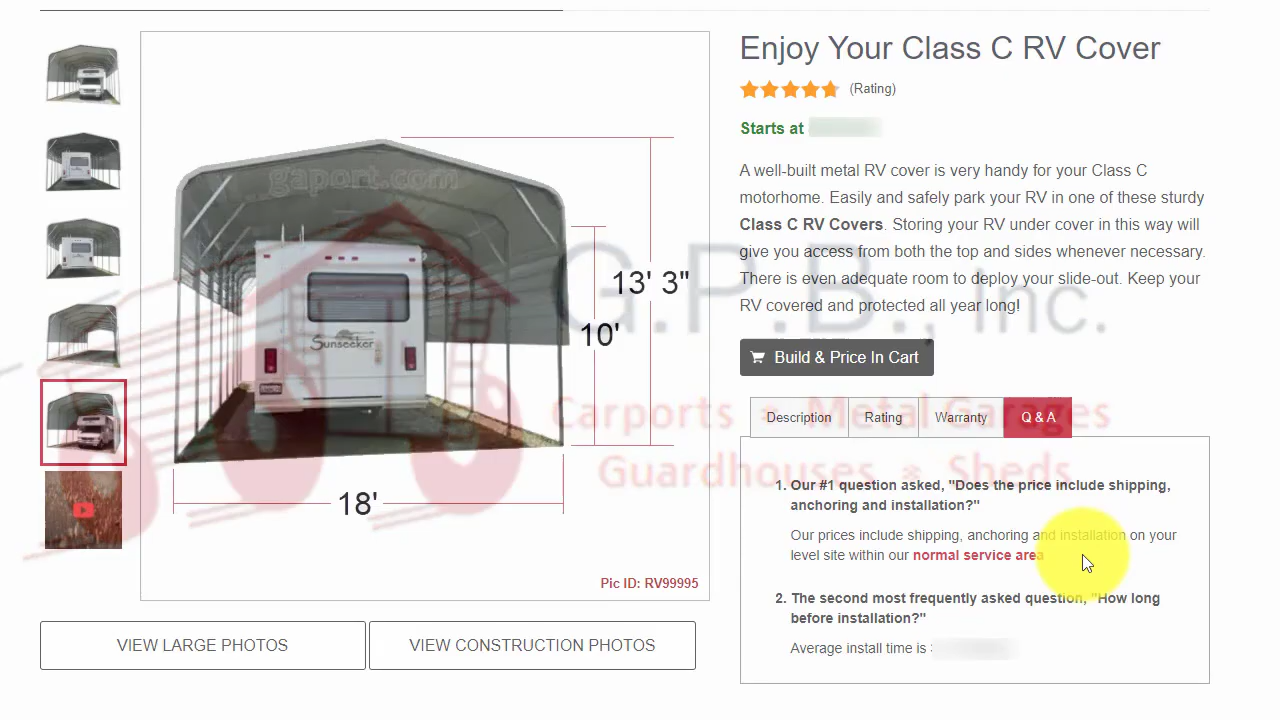 Enjoy Your Class C RV Cover
(Rating)
Starts at
A well-built metal RV cover is very handy for your Class C
motorhome. Easily and safely park your RV in one of these sturdy
Class C RV Covers. Storing your RV under cover in this way will
give you access from both the top and sides whenever necessary.
There is even adequate room to deploy your slide-out. Keep your
RV covered and protected all year long!
Build & Price In Cart
Description Rating Warranty Q & A
1. Our #1 question asked, "Does the price include shipping,
anchoring and installation?"
Our prices include shipping, anchoring and installation on your
level site within our normal service area
2. The second most frequently asked question, "How long
before installation?"
Average install time is :
gaport.com
13' 3"
10'
Sunseeker
18'
Pic ID: RV99995
VIEW LARGE PHOTOS
VIEW CONSTRUCTION PHOTOS
G.P.B., Inc.
Carports * Metal Garages
Guardhouses * Sheds